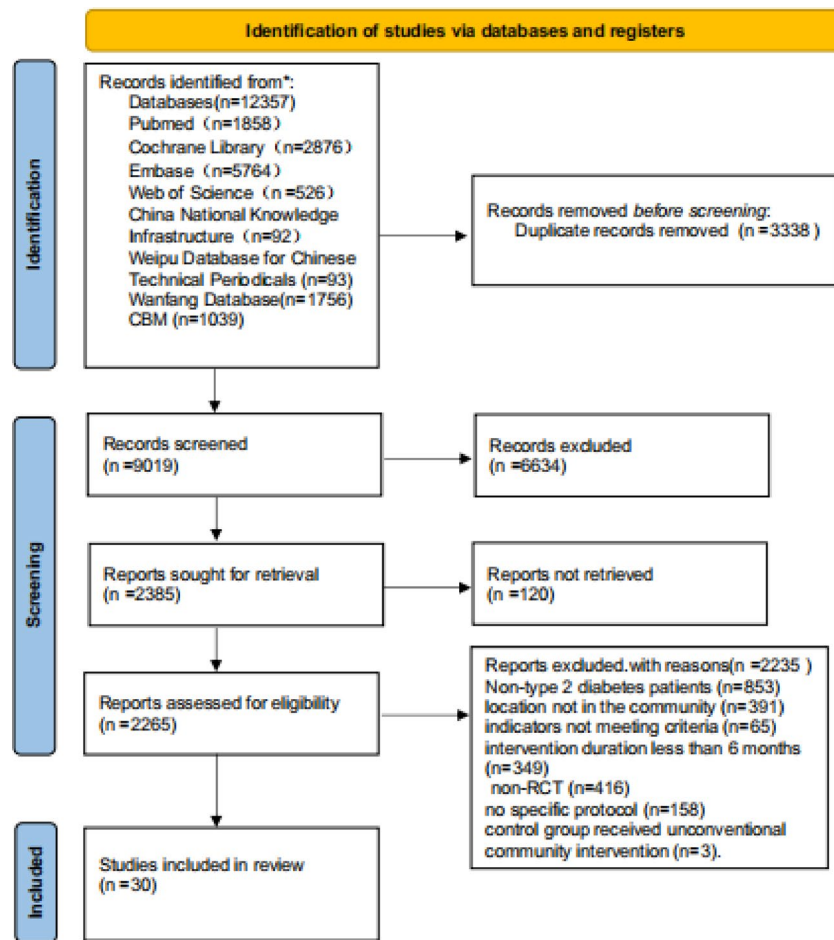 Identification of studies via databases and registers
Identification
Records identified from*:
Databases(n=12357)
Pubmed（n=1858）
Cochrane Library（n=2876）
Embase（n=5764）
Web of Science（n=526）
China National Knowledge
Infrastructure（n=92）
Weipu Database for Chinese
Technical Periodicals (n=93)
Wanfang Database(n=1756)
CBM (n=1039)
Records removed before screening:
Duplicate records removed (n =3338 )
Screening
Records screened
(n =9019)
Records excluded
(n =6634)
Reports sought for retrieval
(n =2385)
Reports not retrieved
(n =120)
Reports assessed for eligibility
(n =2265)
Reports excluded.with reasons(n =2235 )
Non-type 2 diabetes patients (n=853)
location not in the community (n=391)
indicators not meeting criteria (n=65)
intervention duration less than 6 months
(n=349)
non-RCT (n=416)
no specific protocol (n=158)
control group received unconventional
community intervention (n=3).
Included
Studies included in review
(n =30)